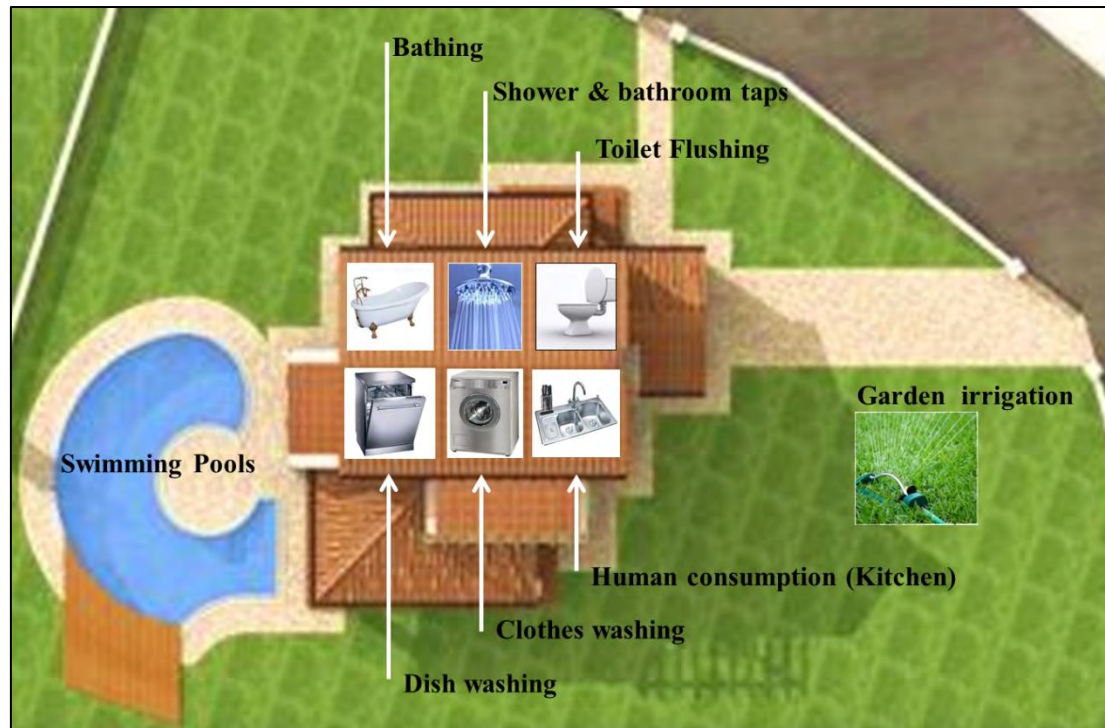 Bathing
Shower & bathroom taps
Toilet Flushing
Garden irrigation
Swimming Pools
Human consumption (Kitchen)
Clothes washing
Dish washing